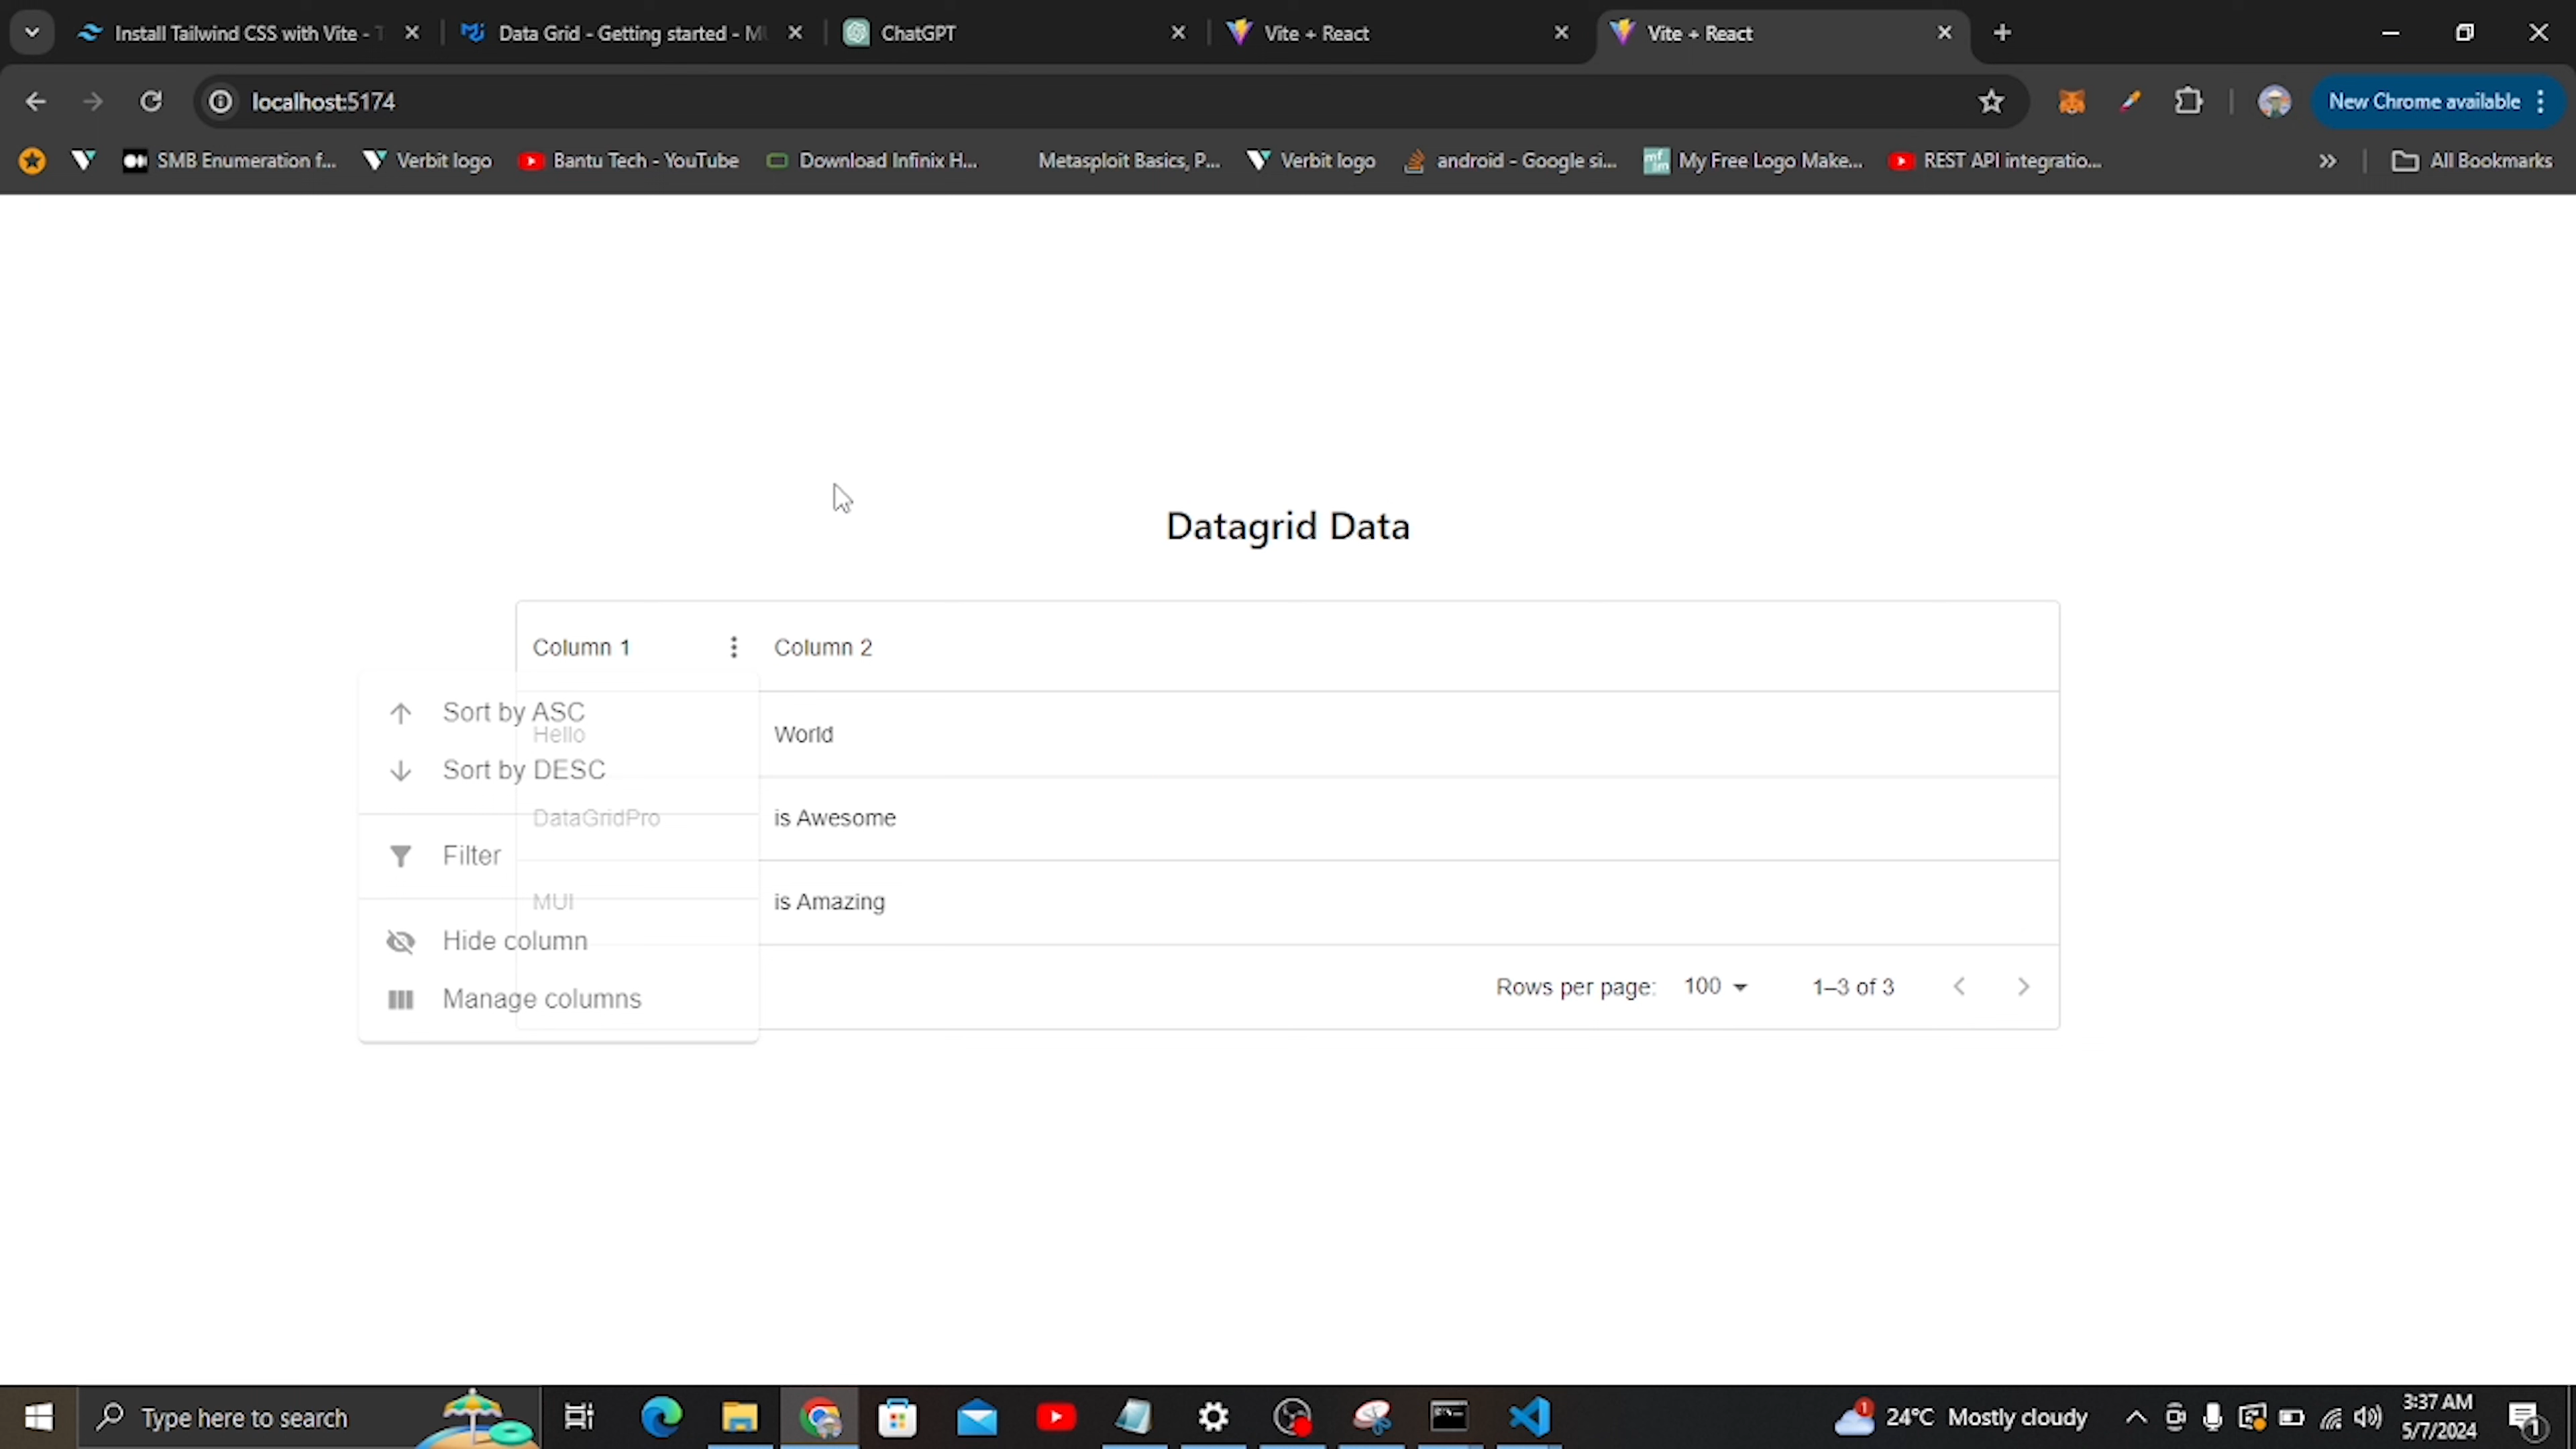 Install Tailwind CSS with Vite - T
Data Grid - Getting started - MU
ChatGPT
Vite + React
Vite + React
localhost:5174
New Chrome available
SMB Enumeration f...
Verbit logo
Bantu Tech - YouTube
Download Infinix H...
Metasploit Basics, P...
Verbit logo
android - Google si...
My Free Logo Make...
REST API integratio...
All Bookmarks
Datagrid Data
Column 1
Column 2
Sort by ASC
Hello
World
Sort by DESC
DataGridPro
is Awesome
Filter
MUI
is Amazing
Hide column
Manage columns
Rows per page: 100
1–3 of 3
Type here to search
1
24°C Mostly cloudy
3:37 AM
5/7/2024
1